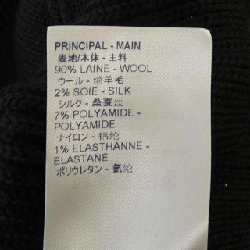 PRINCIPAL - MAIN
表地/本体 - 主料
90% LAINE - WOOL
ウール - 绵羊毛
2% SOIE - SILK
シルク - 桑蚕丝
7% POLYAMIDE -
POLYAMIDE
ナイロン - 锦纶
1% ELASTHANNE -
ELASTANE
ポリウレタン - 氨纶